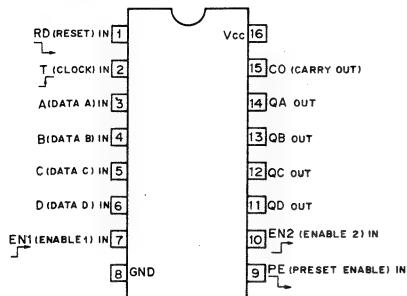 RD (RESET) IN 1
16 Vcc
T (CLOCK) IN 2
15 CO (CARRY OUT)
A (DATA A) IN 3
14 QA OUT
B (DATA B) IN 4
13 QB OUT
C (DATA C) IN 5
12 QC OUT
D (DATA D) IN 6
11 QD OUT
EN1 (ENABLE 1) IN 7
10 EN2 (ENABLE 2) IN
8 GND
9 PE (PRESET ENABLE) IN